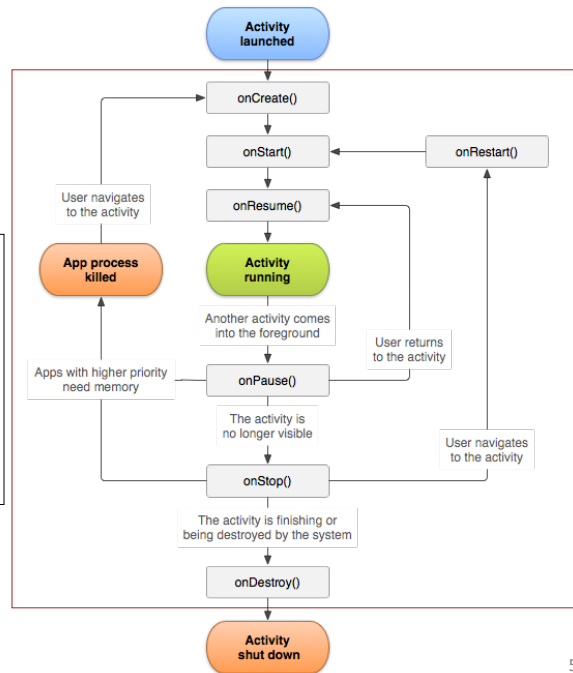 Activity
launched
onCreate()
onStart()
onRestart()
User navigates
to the activity
onResume()
App process
killed
Activity
running
Another activity comes
into the foreground
User returns
to the activity
Apps with higher priority
need memory
onPause()
The activity is
no longer visible
User navigates
to the activity
onStop()
The activity is finishing or
being destroyed by the system
onDestroy()
Activity
shut down
5